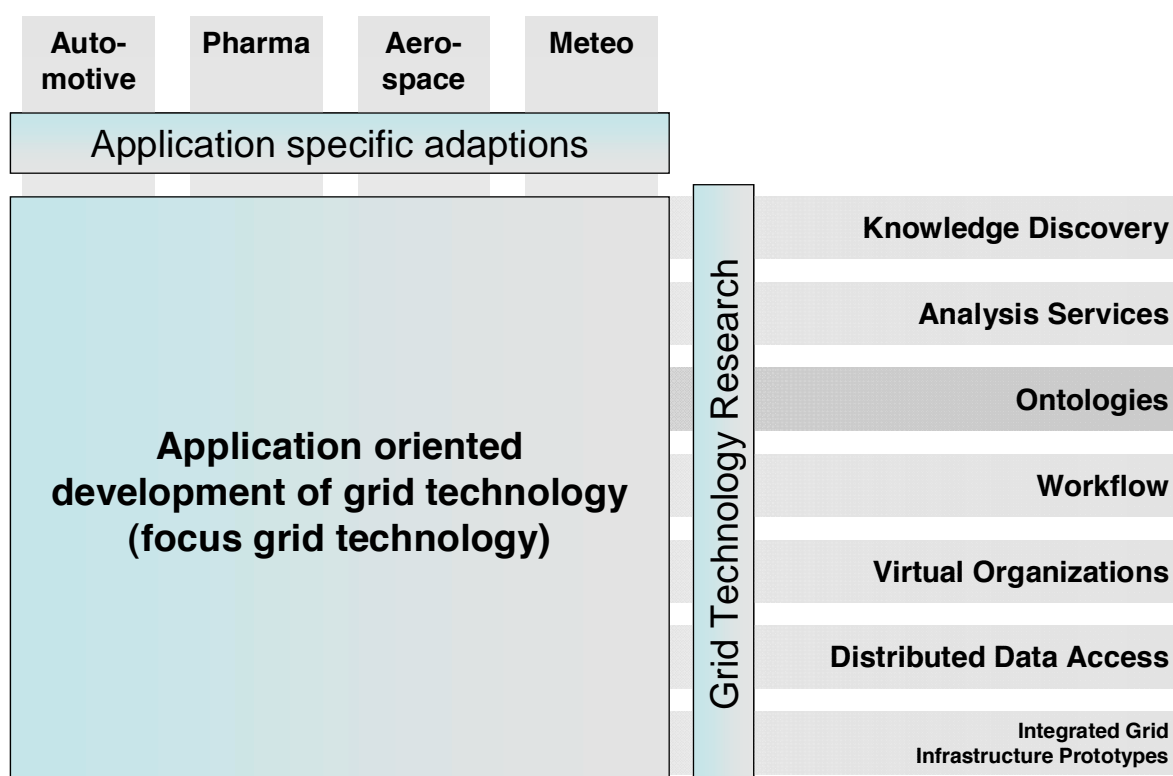 Auto-
motive
Pharma
Aero-
space
Meteo
Application specific adaptions
Application oriented
development of grid technology
(focus grid technology)
Grid Technology Research
Knowledge Discovery
Analysis Services
Ontologies
Workflow
Virtual Organizations
Distributed Data Access
Integrated Grid
Infrastructure Prototypes